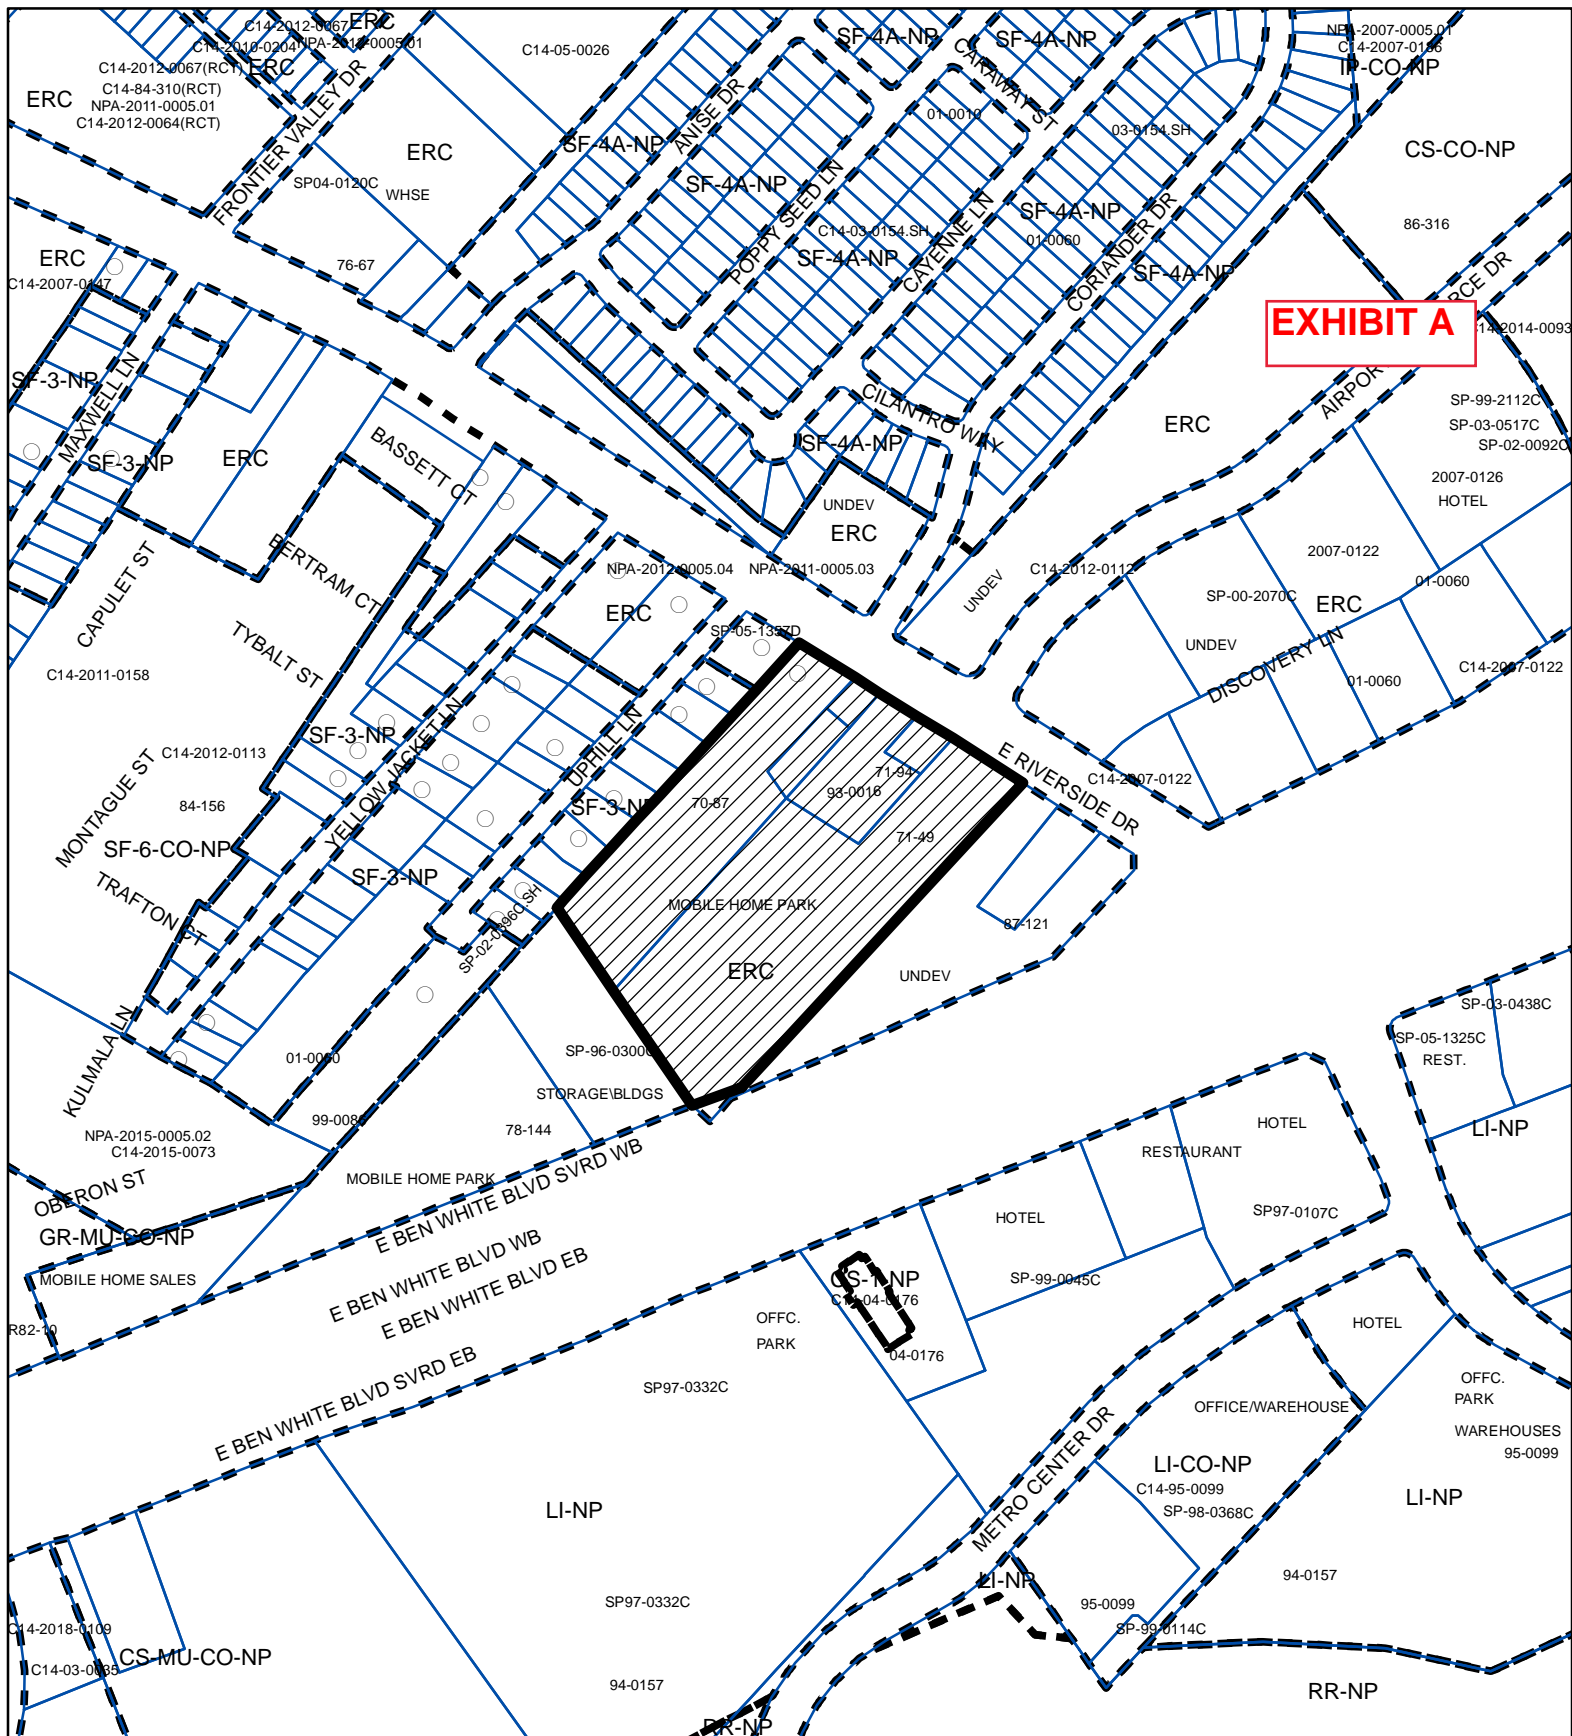 C14-2012-0067
ERC
C14-2010-0204
NPA-2012-0005.01
C14-2012-0067(RCT)
ERC
C14-84-310(RCT)
ERC
NPA-2011-0005.01
C14-2012-0064(RCT)
FRONTIER VALLEY DR
C14-05-0026
ERC
SP04-0120C
WHSE
76-67
SF-4A-NP
SF-4A-NP
CARAWAY ST
NPA-2007-0005.01
C14-2007-0186
IP-CO-NP
ANISE DR
01-0010
03-0154.SH
SF-4A-NP
CS-CO-NP
SF-4A-NP
POPPY SEED LN
C14-03-0154.SH
SF-4A-NP
CAYENNE LN
SF-4A-NP
01-0060
CORIANDER DR
SF-4A-NP
86-316
ERC
C14-2007-0147
EXHIBIT A
C14-2014-0093
SF-3-NP
MAXWELL LN
SF-3-NP
ERC
BASSETT CT
CILANTRO WAY
SF-4A-NP
ERC
SP-99-2112C
SP-03-0517C
SP-02-0092C
2007-0126
HOTEL
UNDEV
ERC
BERTRAM CT
CAPULET ST
TYBALT ST
NPA-2012-0005.04
NPA-2011-0005.03
UNDEV
C14-2012-0112
2007-0122
01-0060
SP-00-2070C
ERC
ERC
SP-05-1357D
UNDEV
DISCOVERY LN
01-0060
C14-2007-0122
C14-2011-0158
C14-2012-0113
SF-3-NP
YELLOW JACKET LN
UPHILL LN
E RIVERSIDE DR
C14-2007-0122
MONTAGUE ST
84-156
SF-6-CO-NP
71-94
93-0016
70-87
71-49
TRAFTON CT
SF-3-NP
SP-02-0396C.SH
MOBILE HOME PARK
87-121
ERC
UNDEV
KULMALA LN
01-0060
SP-96-0300C
STORAGE\BLDGS
SP-03-0438C
SP-05-1325C
REST.
99-0080
78-144
NPA-2015-0005.02
C14-2015-0073
HOTEL
LI-NP
RESTAURANT
OBERON ST
MOBILE HOME PARK
E BEN WHITE BLVD SVRD WB
GR-MU-CO-NP
HOTEL
SP97-0107C
E BEN WHITE BLVD WB
MOBILE HOME SALES
E BEN WHITE BLVD EB
CS-1-NP
C14-04-0176
SP-99-0045C
R82-10
OFFC.
PARK
04-0176
HOTEL
E BEN WHITE BLVD SVRD EB
SP97-0332C
OFFC.
PARK
OFFICE/WAREHOUSE
WAREHOUSES
95-0099
METRO CENTER DR
LI-CO-NP
C14-95-0099
SP-98-0368C
LI-NP
LI-NP
LI-NP
94-0157
SP97-0332C
95-0099
SP-99-0114C
C14-2018-0109
CS-MU-CO-NP
C14-03-0035
94-0157
RR-NP
RR-NP